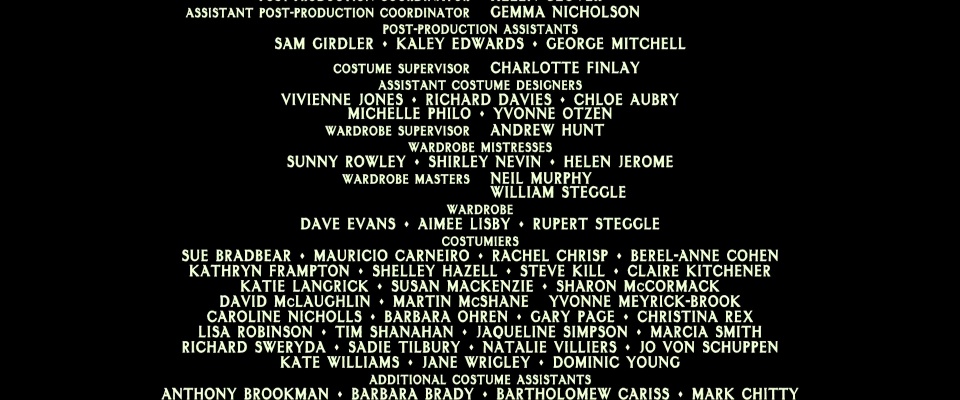 ASSISTANT POST-PRODUCTION COORDINATOR GEMMA NICHOLSON
POST-PRODUCTION ASSISTANTS
SAM GIRDLER • KALEY EDWARDS • GEORGE MITCHELL
COSTUME SUPERVISOR CHARLOTTE FINLAY
ASSISTANT COSTUME DESIGNERS
VIVIENNE JONES • RICHARD DAVIES • CHLOE AUBRY
MICHELLE PHILO • YVONNE OTZEN
WARDROBE SUPERVISOR ANDREW HUNT
WARDROBE MISTRESSES
SUNNY ROWLEY • SHIRLEY NEVIN • HELEN JEROME
WARDROBE MASTERS NEIL MURPHY
WILLIAM STEGGLE
WARDROBE
DAVE EVANS • AIMEE LISBY • RUPERT STEGGLE
COSTUMIERS
SUE BRADBEAR • MAURICIO CARNEIRO • RACHEL CHRISP • BEREL-ANNE COHEN
KATHRYN FRAMPTON • SHELLEY HAZELL • STEVE KILL • CLAIRE KITCHENER
KATIE LANGRICK • SUSAN MACKENZIE • SHARON McCORMACK
DAVID McLAUGHLIN • MARTIN McSHANE YVONNE MEYRICK-BROOK
CAROLINE NICHOLLS • BARBARA OHREN • GARY PAGE • CHRISTINA REX
LISA ROBINSON • TIM SHANAHAN • JAQUELINE SIMPSON • MARCIA SMITH
RICHARD SWERYDA • SADIE TILBURY • NATALIE VILLIERS • JO VON SCHUPPEN
KATE WILLIAMS • JANE WRIGLEY • DOMINIC YOUNG
ADDITIONAL COSTUME ASSISTANTS
ANTHONY BROOKMAN • BARBARA BRADY • BARTHOLOMEW CARISS • MARK CHITTY